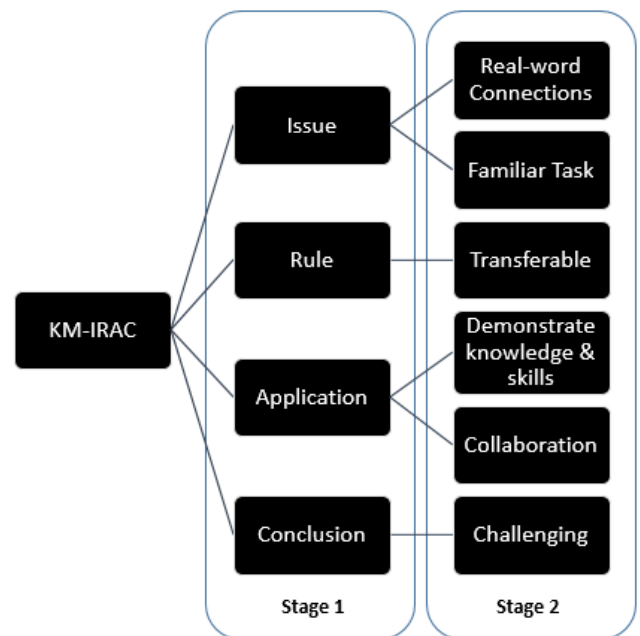 KM-IRAC
Issue
Rule
Application
Conclusion
Stage 1
Real-word
Connections
Familiar Task
Transferable
Demonstrate
knowledge &
skills
Collaboration
Challenging
Stage 2